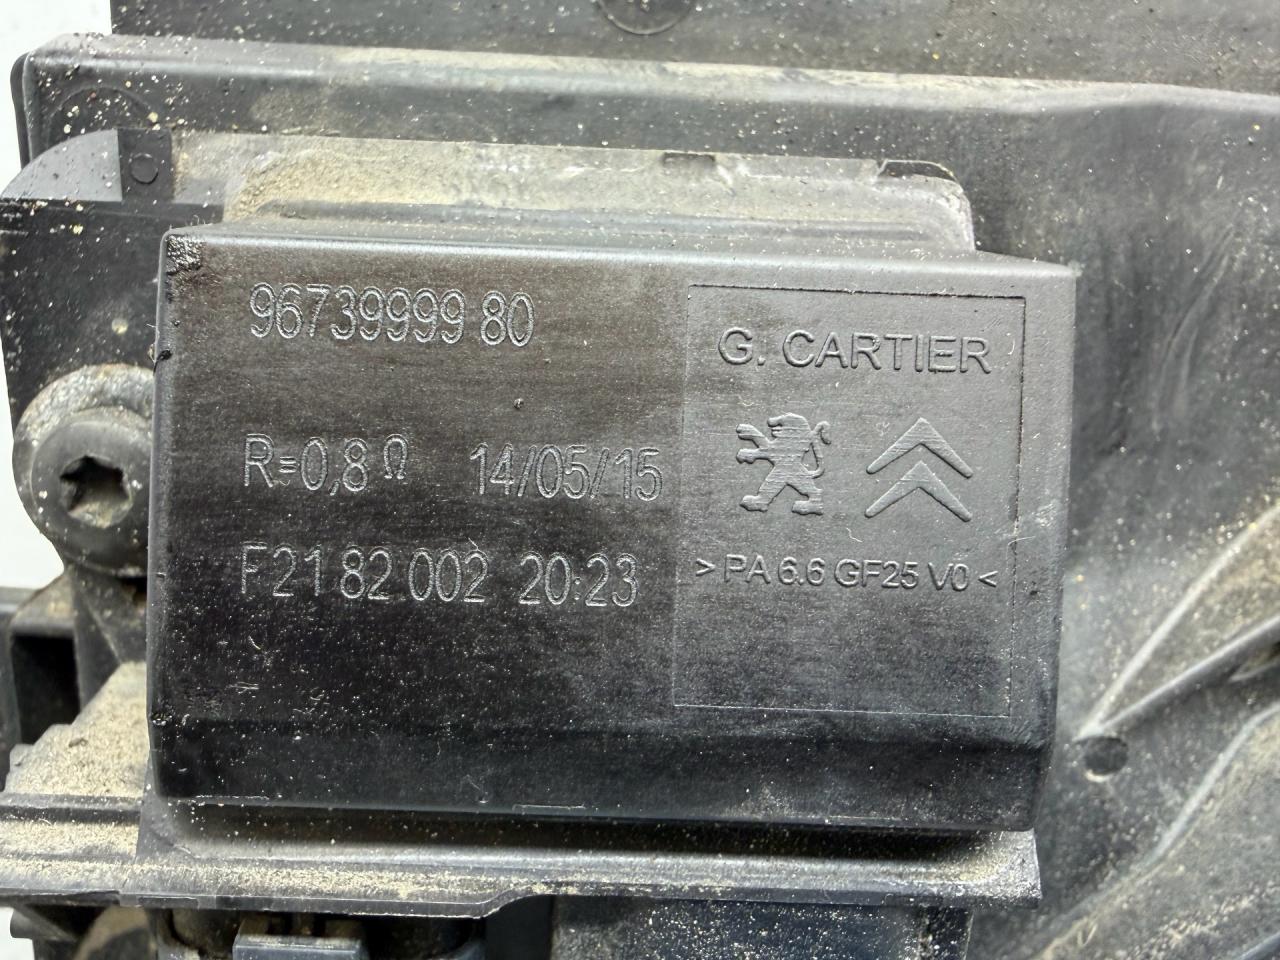 96739999 80
R=0,8 Ω 14/05/15
F21 82 002 20:23
G. CARTIER
>PA 6.6 GF25 V0<